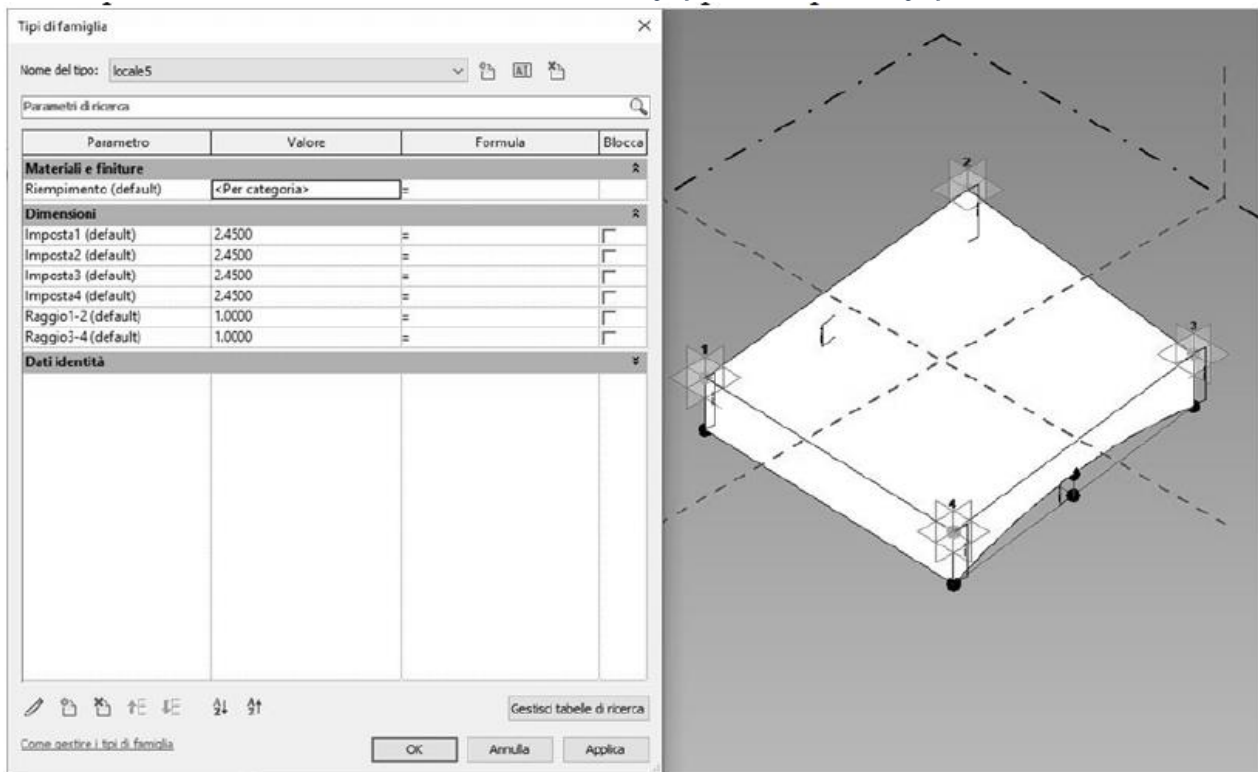 Tipi di famiglia
Nome del tipo: locale5
Parametri di ricerca
Parametro Valore Formula Blocca
Materiali e finiture
Riempimento (default) <Per categoria> =
Dimensioni
Imposta1 (default) 2.4500 =
Imposta2 (default) 2.4500 =
Imposta3 (default) 2.4500 =
Imposta4 (default) 2.4500 =
Raggio1-2 (default) 1.0000 =
Raggio3-4 (default) 1.0000 =
Dati identità
Gestisci tabelle di ricerca
Come gestire i tipi di famiglia
OK Annulla Applica
2
3
1
4